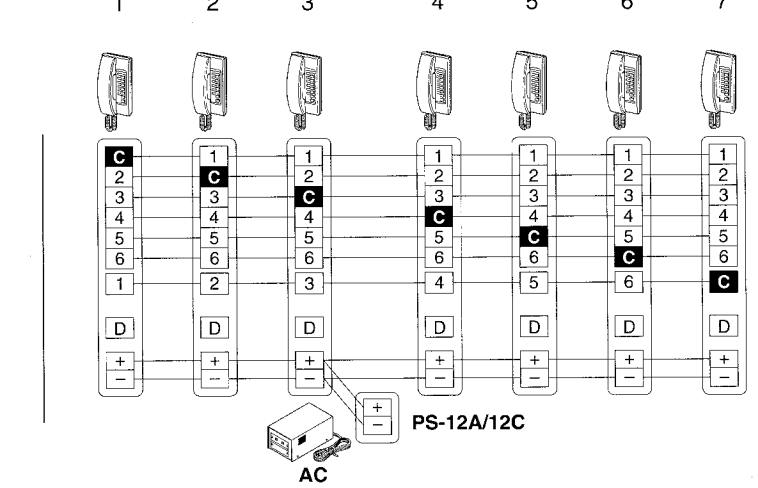 1 2 3 4 5 6 7
C 1 1 1 1 1 1
2 C 2 2 2 2 2
3 3 C 3 3 3 3
4 4 4 C 4 4 4
5 5 5 5 C 5 5
6 6 6 6 6 C 6
1 2 3 4 5 6 C
D D D D D D D
+ + + + + + +
− − − − − − −
+
− PS-12A/12C
AC